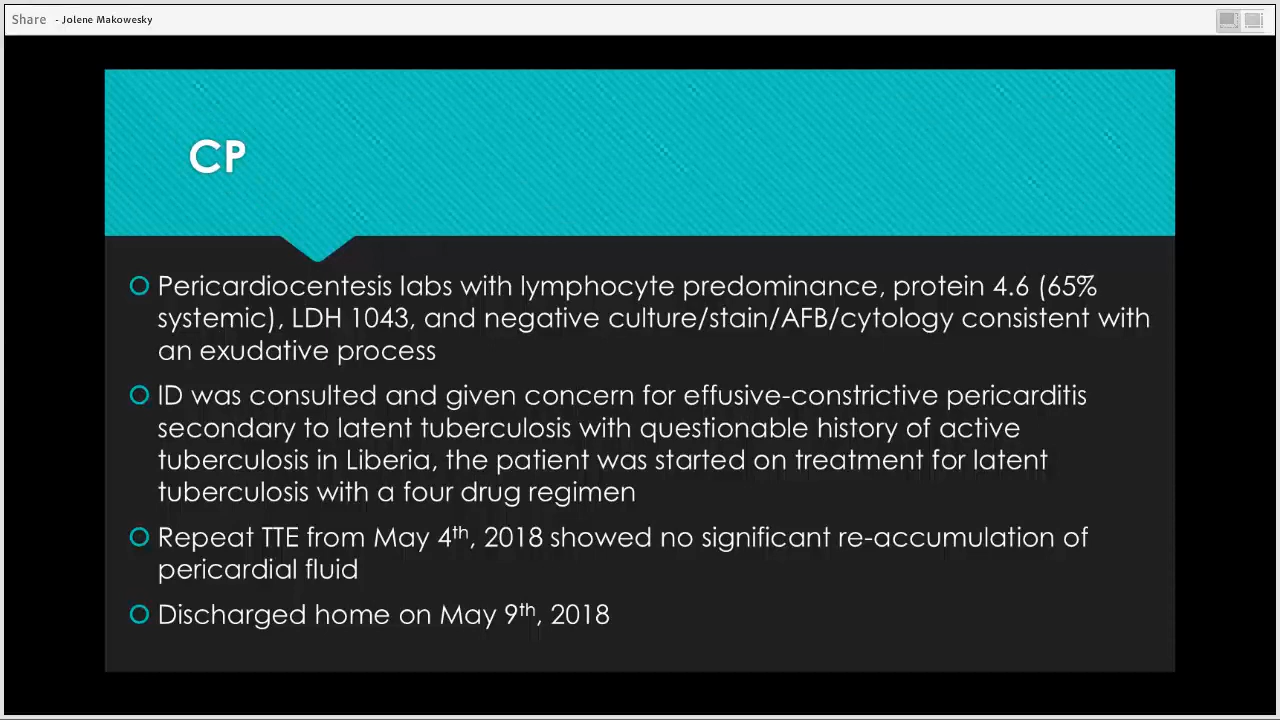 Share - Jolene Makowesky
CP
Pericardiocentesis labs with lymphocyte predominance, protein 4.6 (65%
systemic), LDH 1043, and negative culture/stain/AFB/cytology consistent with
an exudative process
ID was consulted and given concern for effusive-constrictive pericarditis
secondary to latent tuberculosis with questionable history of active
tuberculosis in Liberia, the patient was started on treatment for latent
tuberculosis with a four drug regimen
Repeat TTE from May 4th, 2018 showed no significant re-accumulation of
pericardial fluid
Discharged home on May 9th, 2018